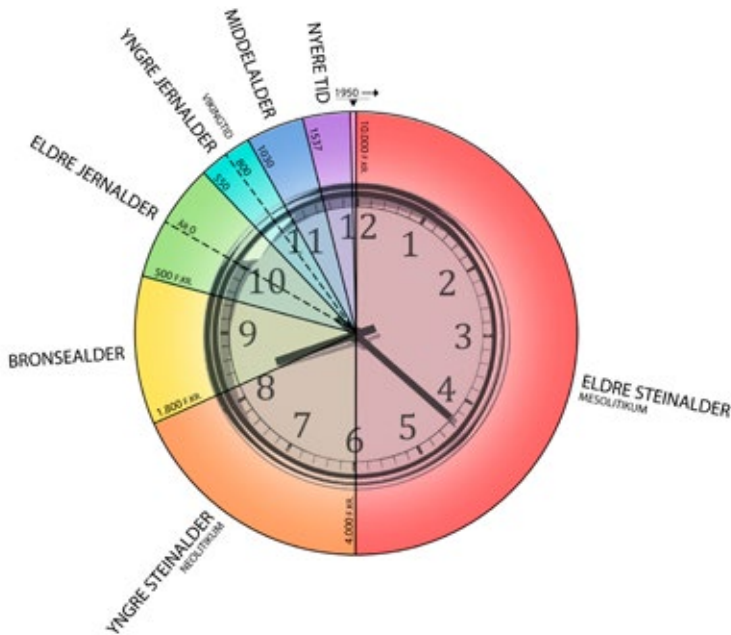 1950
10.000 F.KR.
ELDRE STEINALDER
MESOLITIKUM
4.000 F.KR.
YNGRE STEINALDER
NEOLITIKUM
1.800 F.KR.
BRONSEALDER
500 F.KR.
ELDRE JERNALDER
ÅR 0
550
YNGRE JERNALDER
VIKINGTID
800
1030
MIDDELALDER
1537
NYERE TID
12
1
2
3
4
5
6
7
8
9
10
11